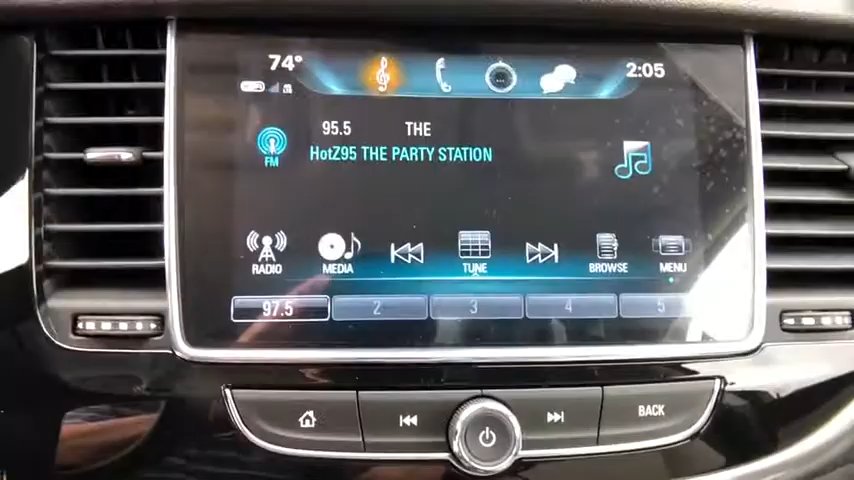 74°
2:05
LTE
95.5 THE
HotZ95 THE PARTY STATION
FM
RADIO MEDIA TUNE BROWSE MENU
97.5 2 3 4 5
BACK